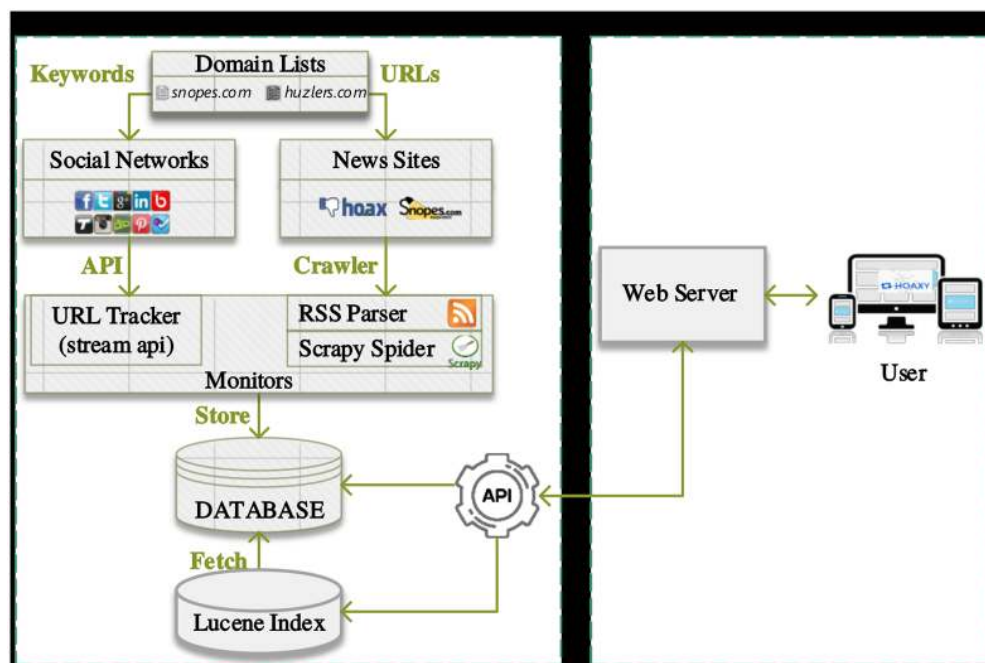 Domain Lists
Keywords
URLs
snopes.com
huzlers.com
Social Networks
News Sites
hoax
Snopes.com
API
Crawler
URL Tracker
(stream api)
RSS Parser
Scrapy Spider
Scrapy
Monitors
Store
DATABASE
Fetch
Lucene Index
API
Web Server
HOAXY
User